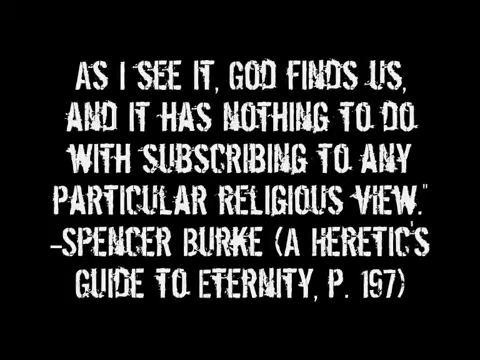 AS I SEE IT, GOD FINDS US,
AND IT HAS NOTHING TO DO
WITH SUBSCRIBING TO ANY
PARTICULAR RELIGIOUS VIEW."
-SPENCER BURKE (A HERETIC'S
GUIDE TO ETERNITY, P. 197)